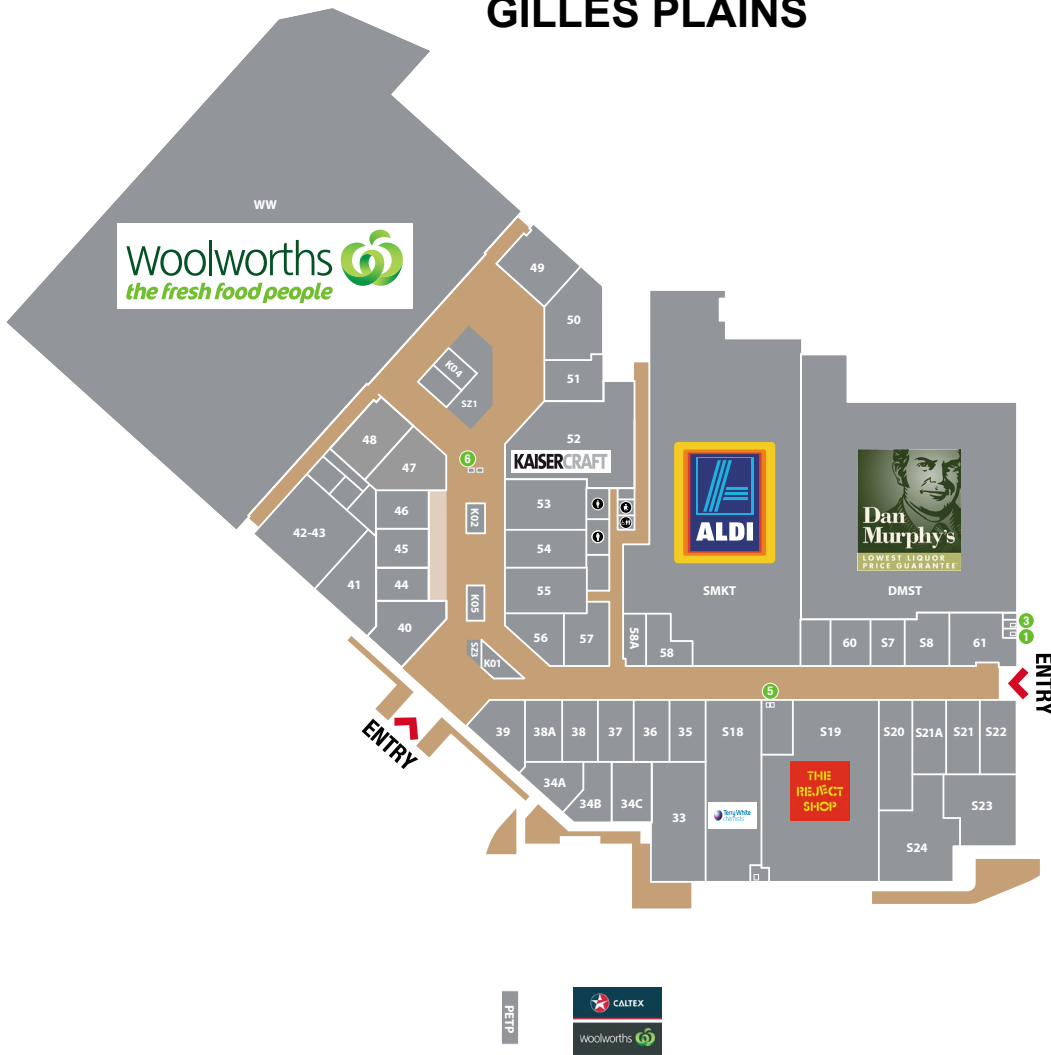 GILLES PLAINS
WW
Woolworths
the fresh food people
49
50
51
K04
SZ1
48
47
6
52
KAISERCRAFT
46
K02
53
42-43
45
54
ALDI
Dan
Murphy's
LOWEST LIQUOR
PRICE GUARANTEE
41
44
K05
55
SMKT
DMST
40
56
57
58A
58
60
S7
S8
61
3
1
SZ3
K01
ENTRY
5
ENTRY
39
38A
38
37
36
35
S18
S19
S20
S21A
S21
S22
34A
34B
34C
33
TerryWhite
chemists
THE
REJECT
SHOP
S23
S24
PETP
CALTEX
woolworths